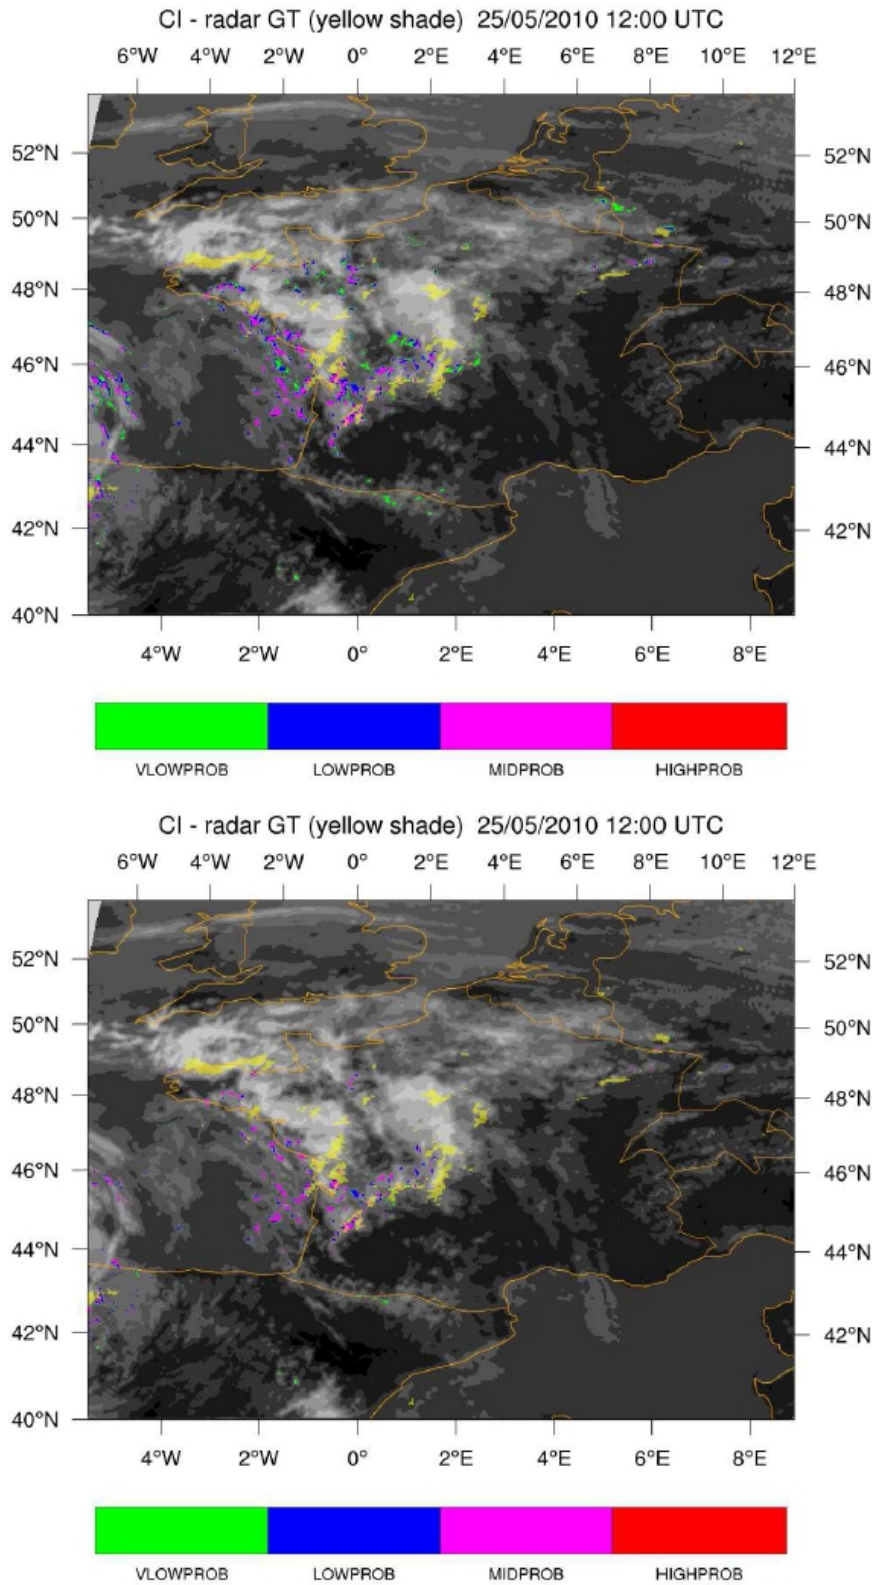 CI - radar GT (yellow shade) 25/05/2010 12:00 UTC
6°W 4°W 2°W 0° 2°E 4°E 6°E 8°E 10°E 12°E
52°N 52°N
50°N 50°N
48°N 48°N
46°N 46°N
44°N 44°N
42°N 42°N
40°N
4°W 2°W 0° 2°E 4°E 6°E 8°E
VLOWPROB LOWPROB MIDPROB HIGHPROB
CI - radar GT (yellow shade) 25/05/2010 12:00 UTC
6°W 4°W 2°W 0° 2°E 4°E 6°E 8°E 10°E 12°E
52°N 52°N
50°N 50°N
48°N 48°N
46°N 46°N
44°N 44°N
42°N 42°N
40°N
4°W 2°W 0° 2°E 4°E 6°E 8°E
VLOWPROB LOWPROB MIDPROB HIGHPROB